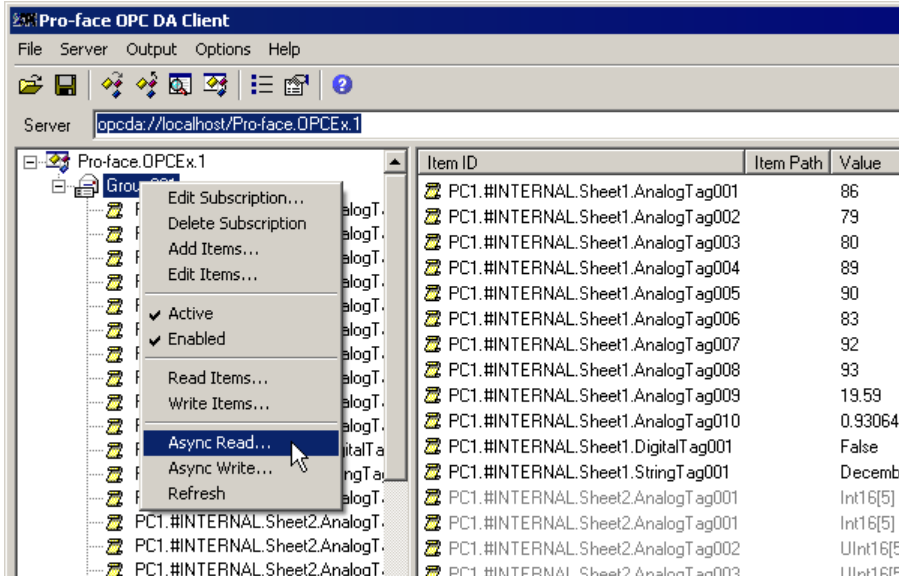 Pro-face OPC DA Client
File Server Output Options Help
Server opcda://localhost/Pro-face.OPCEx.1
Pro-face.OPCEx.1
Edit Subscription...
Delete Subscription
Add Items...
Edit Items...
Active
Enabled
Read Items...
Write Items...
Async Read...
Async Write...
Refresh
PC1.#INTERNAL.Sheet2.AnalogT
PC1.#INTERNAL.Sheet2.AnalogT
Item ID Item Path Value
PC1.#INTERNAL.Sheet1.AnalogTag001 86
PC1.#INTERNAL.Sheet1.AnalogTag002 79
PC1.#INTERNAL.Sheet1.AnalogTag003 80
PC1.#INTERNAL.Sheet1.AnalogTag004 89
PC1.#INTERNAL.Sheet1.AnalogTag005 90
PC1.#INTERNAL.Sheet1.AnalogTag006 83
PC1.#INTERNAL.Sheet1.AnalogTag007 92
PC1.#INTERNAL.Sheet1.AnalogTag008 93
PC1.#INTERNAL.Sheet1.AnalogTag009 19.59
PC1.#INTERNAL.Sheet1.AnalogTag010 0.93064
PC1.#INTERNAL.Sheet1.DigitalTag001 False
PC1.#INTERNAL.Sheet1.StringTag001 Decemb
PC1.#INTERNAL.Sheet2.AnalogTag001 Int16[5]
PC1.#INTERNAL.Sheet2.AnalogTag001 Int16[5]
PC1.#INTERNAL.Sheet2.AnalogTag002 UInt16[5
PC1.#INTERNAL.Sheet2.AnalogTag003 UInt16[5